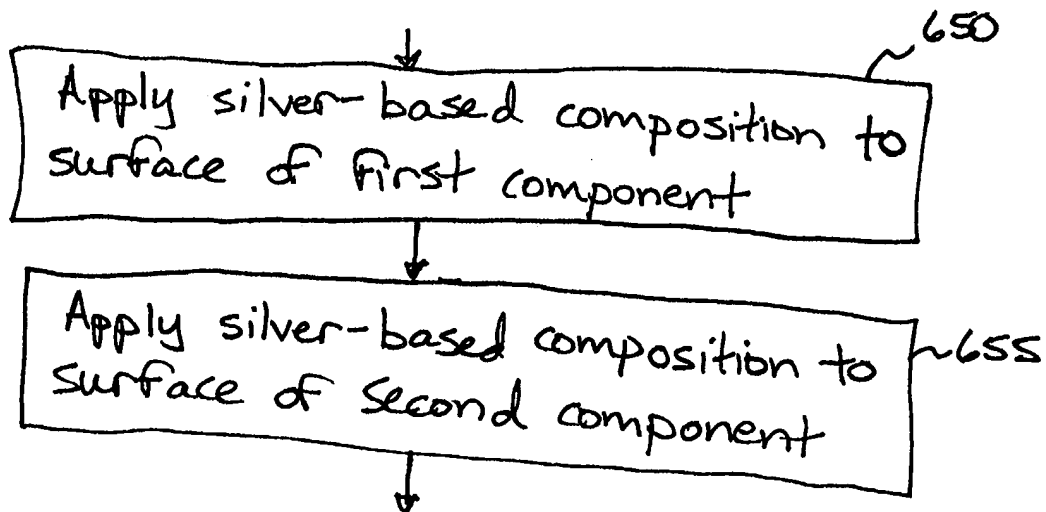 650
Apply silver-based composition to
surface of first component
Apply silver-based composition to
655
surface of second component